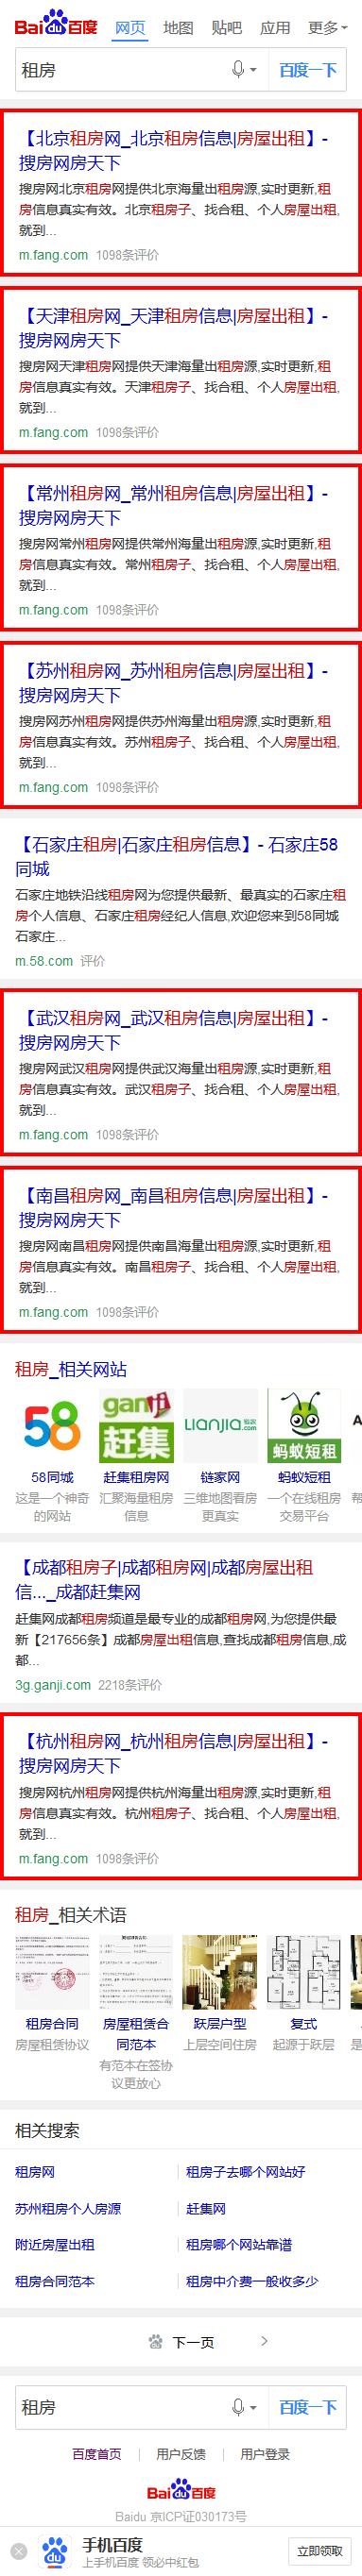 Bai du 百度 网页 地图 贴吧 应用 更多
租房 百度一下
【北京租房网_北京租房信息|房屋出租】-
搜房网房天下
搜房网北京租房网提供北京海量出租房源,实时更新,租
房信息真实有效。北京租房子、找合租、个人房屋出租,
就到...
m.fang.com 1098条评价
【天津租房网_天津租房信息|房屋出租】-
搜房网房天下
搜房网天津租房网提供天津海量出租房源,实时更新,租
房信息真实有效。天津租房子、找合租、个人房屋出租,
就到...
m.fang.com 1098条评价
【常州租房网_常州租房信息|房屋出租】-
搜房网房天下
搜房网常州租房网提供常州海量出租房源,实时更新,租
房信息真实有效。常州租房子、找合租、个人房屋出租,
就到...
m.fang.com 1098条评价
【苏州租房网_苏州租房信息|房屋出租】-
搜房网房天下
搜房网苏州租房网提供苏州海量出租房源,实时更新,租
房信息真实有效。苏州租房子、找合租、个人房屋出租,
就到...
m.fang.com 1098条评价
【石家庄租房|石家庄租房信息】- 石家庄58
同城
石家庄地铁沿线租房网为您提供最新、最真实的石家庄租
房个人信息、石家庄租房经纪人信息,欢迎您来到58同城
石家庄...
m.58.com 评价
【武汉租房网_武汉租房信息|房屋出租】-
搜房网房天下
搜房网武汉租房网提供武汉海量出租房源,实时更新,租
房信息真实有效。武汉租房子、找合租、个人房屋出租,
就到...
m.fang.com 1098条评价
【南昌租房网_南昌租房信息|房屋出租】-
搜房网房天下
搜房网南昌租房网提供南昌海量出租房源,实时更新,租
房信息真实有效。南昌租房子、找合租、个人房屋出租,
就到...
m.fang.com 1098条评价
租房_相关网站
58 ganji 赶集 LIANJIA 链家 蚂蚁短租
58同城 赶集租房网 链家网 蚂蚁短租
这是一个神奇 汇聚海量租房 三维地图看房 一个在线租房
的网站 信息 更真实 交易平台
【成都租房子|成都租房网|成都房屋出租
信..._成都赶集网
赶集网成都租房频道是最专业的成都租房网,为您提供最
新【217656条】成都房屋出租信息,查找成都租房信息,成
都...
3g.ganji.com 2218条评价
【杭州租房网_杭州租房信息|房屋出租】-
搜房网房天下
搜房网杭州租房网提供杭州海量出租房源,实时更新,租
房信息真实有效。杭州租房子、找合租、个人房屋出租,
就到...
m.fang.com 1098条评价
租房_相关术语
租房合同 房屋租赁合 跃层户型 复式
房屋租赁协议 同范本 上层空间住房 起源于跃层
有范本在签协
议更放心
相关搜索
租房网 租房子去哪个网站好
苏州租房个人房源 赶集网
附近房屋出租 租房哪个网站靠谱
租房合同范本 租房中介费一般收多少
下一页
租房 百度一下
百度首页 用户反馈 用户登录
Bai du 百度
Baidu 京ICP证030173号
du 手机百度 立即领取
上手机百度 领必中红包